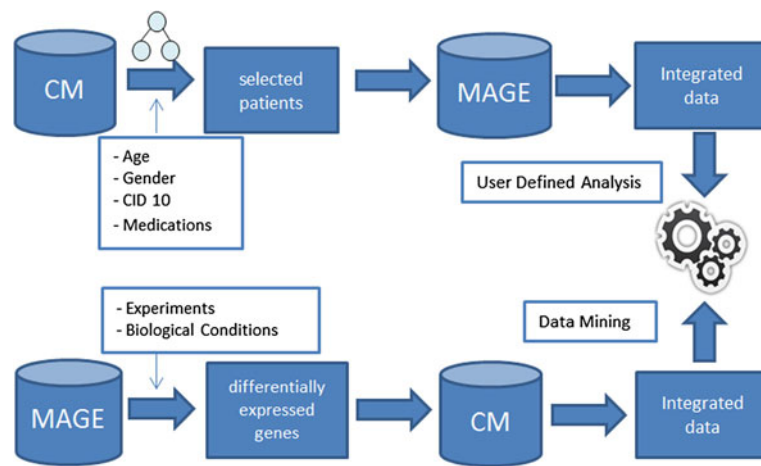 CM
selected
patients
MAGE
Integrated
data
- Age
- Gender
- CID 10
- Medications
User Defined Analysis
- Experiments
- Biological Conditions
Data Mining
MAGE
differentially
expressed
genes
CM
Integrated
data